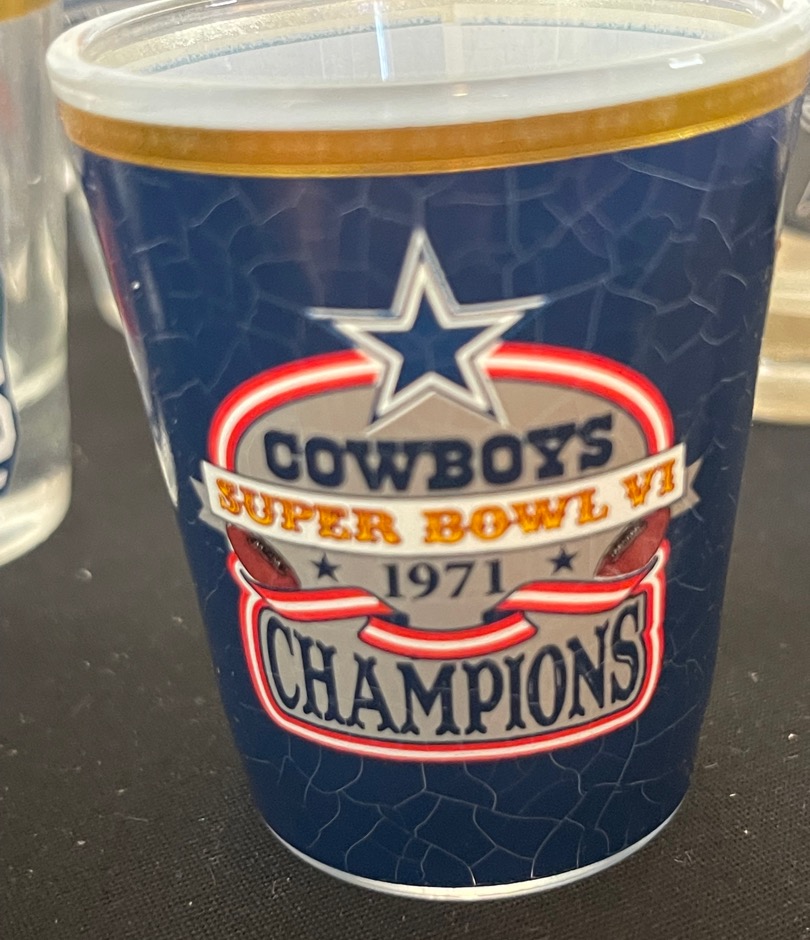 COWBOYS
SUPER BOWL VI
1971
CHAMPIONS